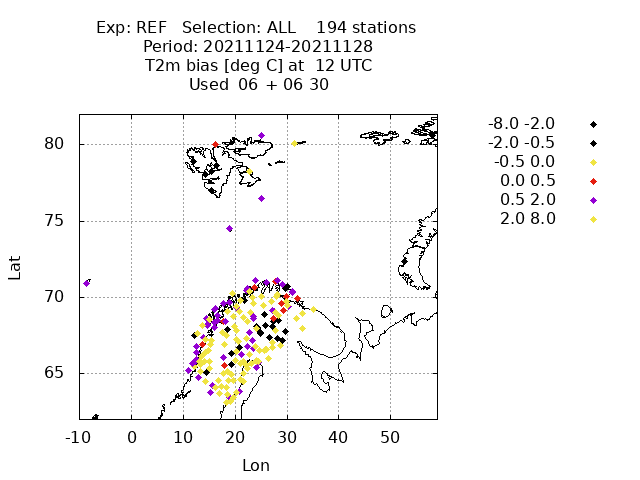 Exp: REF   Selection: ALL    194 stations
Period: 20211124-20211128
T2m bias [deg C] at  12 UTC
Used  06 + 06 30
-8.0 -2.0
-2.0 -0.5
-0.5 0.0
0.0 0.5
0.5 2.0
2.0 8.0
80
75
70
65
Lat
-10 0 10 20 30 40 50
Lon